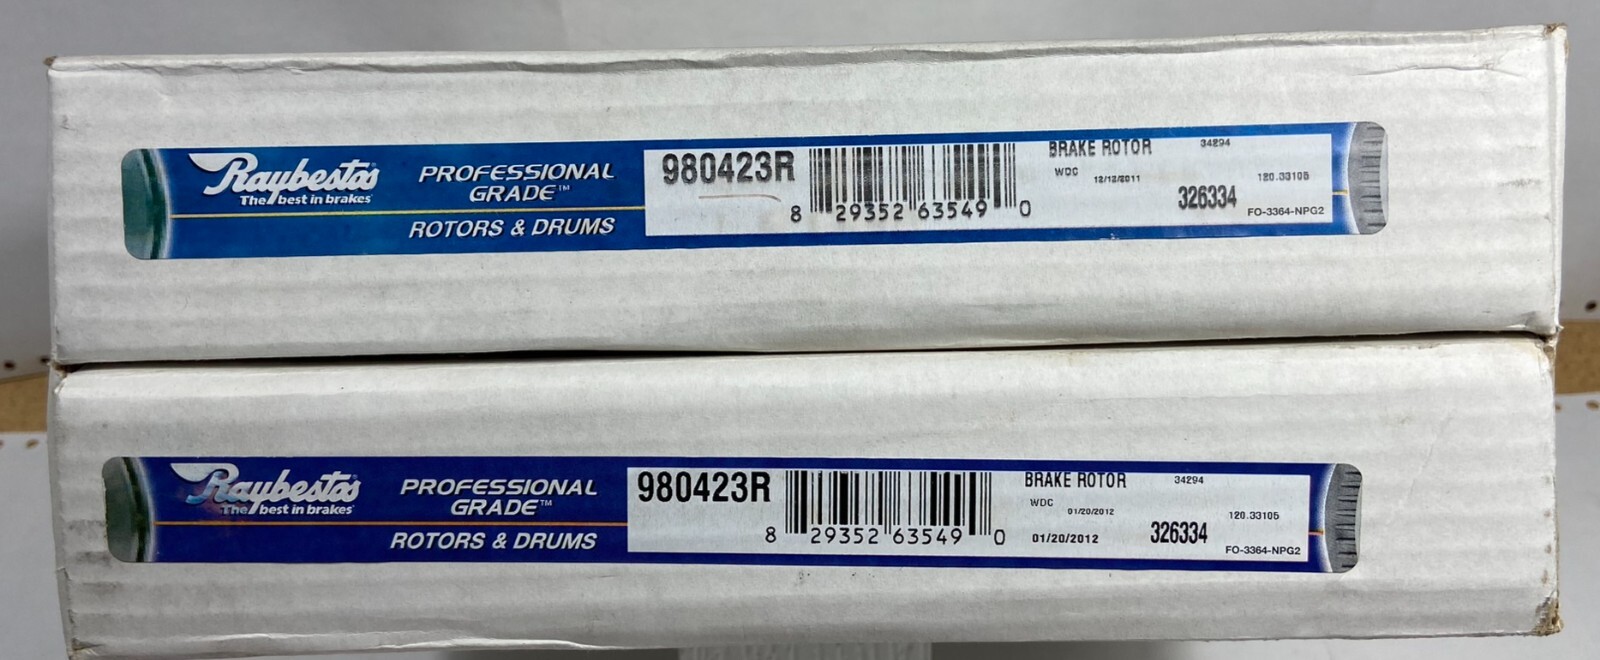 Raybestos
The best in brakes
PROFESSIONAL
GRADE™
ROTORS & DRUMS
980423R
8 29352 63549 0
BRAKE ROTOR
34294
WDC
12/12/2011
326334
120.33105
FO-3364-NPG2
Raybestos
The best in brakes
PROFESSIONAL
GRADE™
ROTORS & DRUMS
980423R
8 29352 63549 0
BRAKE ROTOR
34294
WDC
01/20/2012
01/20/2012
326334
120.33105
FO-3364-NPG2